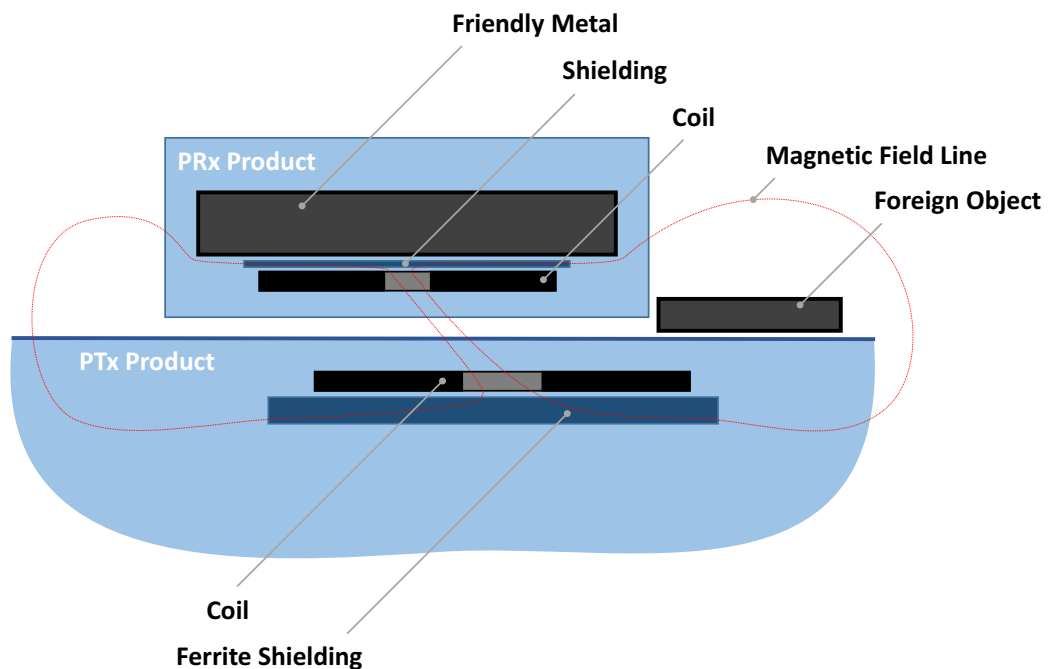 Friendly Metal
Shielding
Coil
PRx Product
Magnetic Field Line
Foreign Object
PTx Product
Coil
Ferrite Shielding